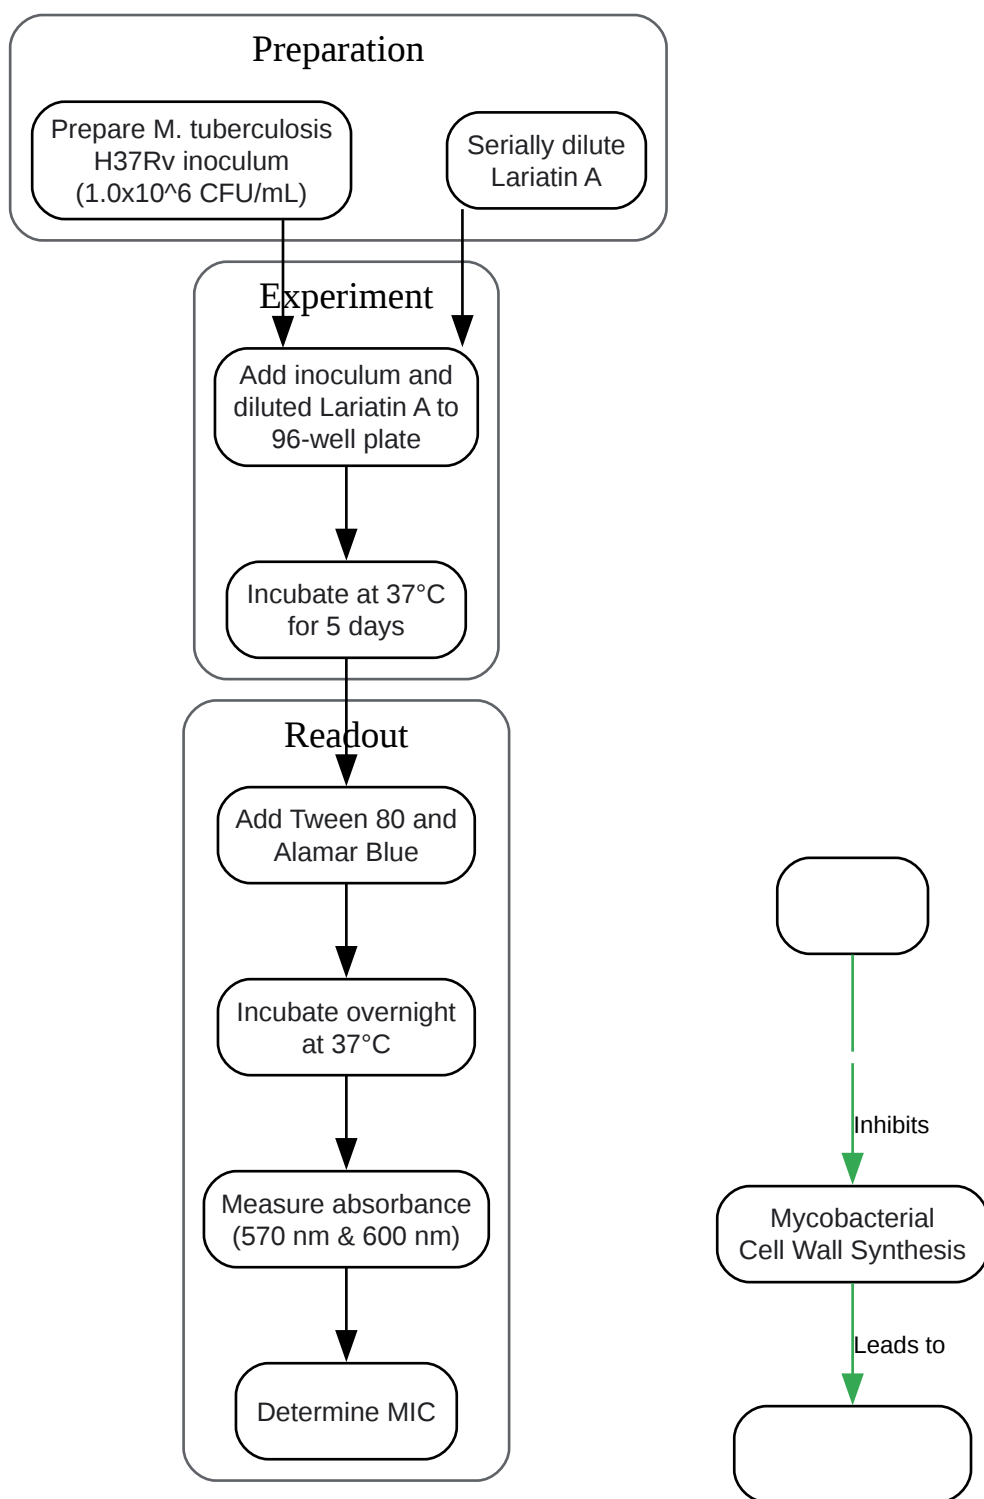 Preparation
Prepare M. tuberculosis
H37Rv inoculum
(1.0x10^6 CFU/mL)
Serially dilute
Lariatin A
Experiment
Add inoculum and
diluted Lariatin A to
96-well plate
Incubate at 37°C
for 5 days
Readout
Add Tween 80 and
Alamar Blue
Incubate overnight
at 37°C
Measure absorbance
(570 nm & 600 nm)
Determine MIC
Inhibits
Mycobacterial
Cell Wall Synthesis
Leads to